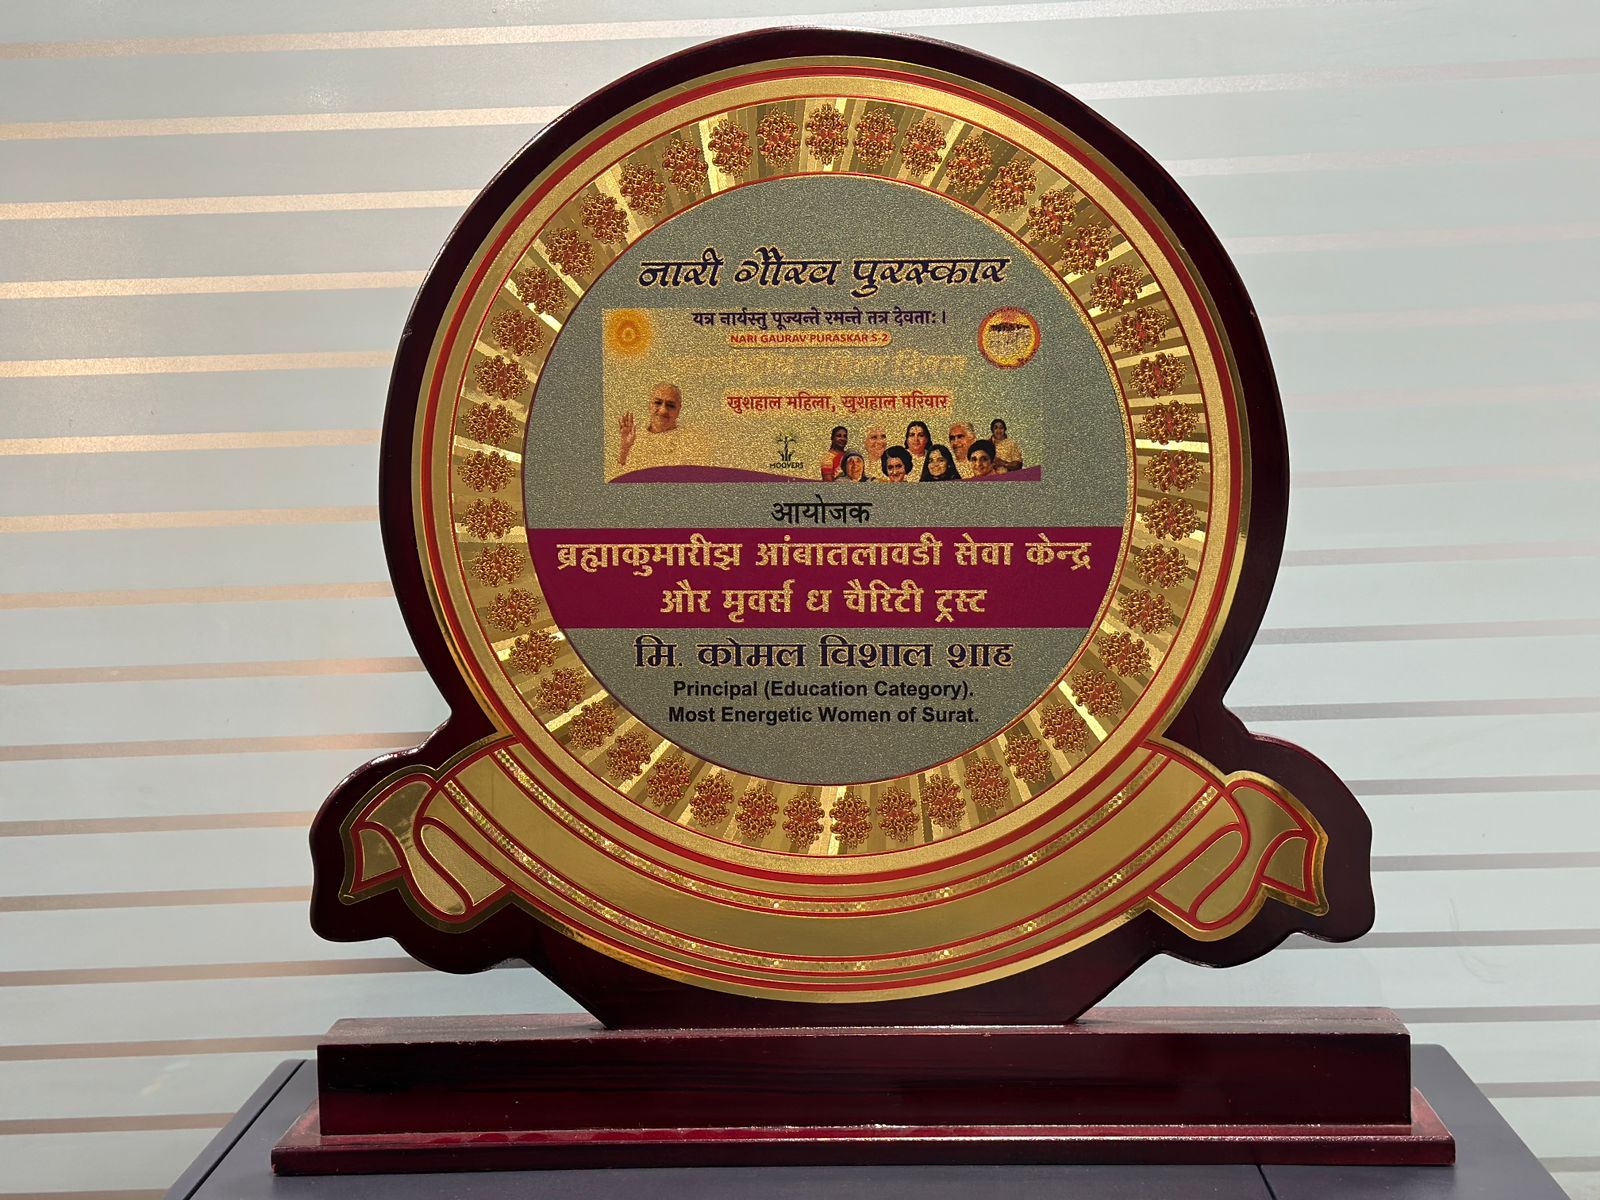 नारी गौरव पुरस्कार
यत्र नार्यस्तु पूज्यन्ते रमन्ते तत्र देवताः।
NARI GAURAV PURASKAR S-2
खुशहाल महिला, खुशहाल परिवार
MOOVERS
आयोजक
ब्रह्माकुमारीझ आंबातलावडी सेवा केन्द्र
और मृवर्स ध चैरिटी ट्रस्ट
मि. कोमल विशाल शाह
Principal (Education Category).
Most Energetic Women of Surat.